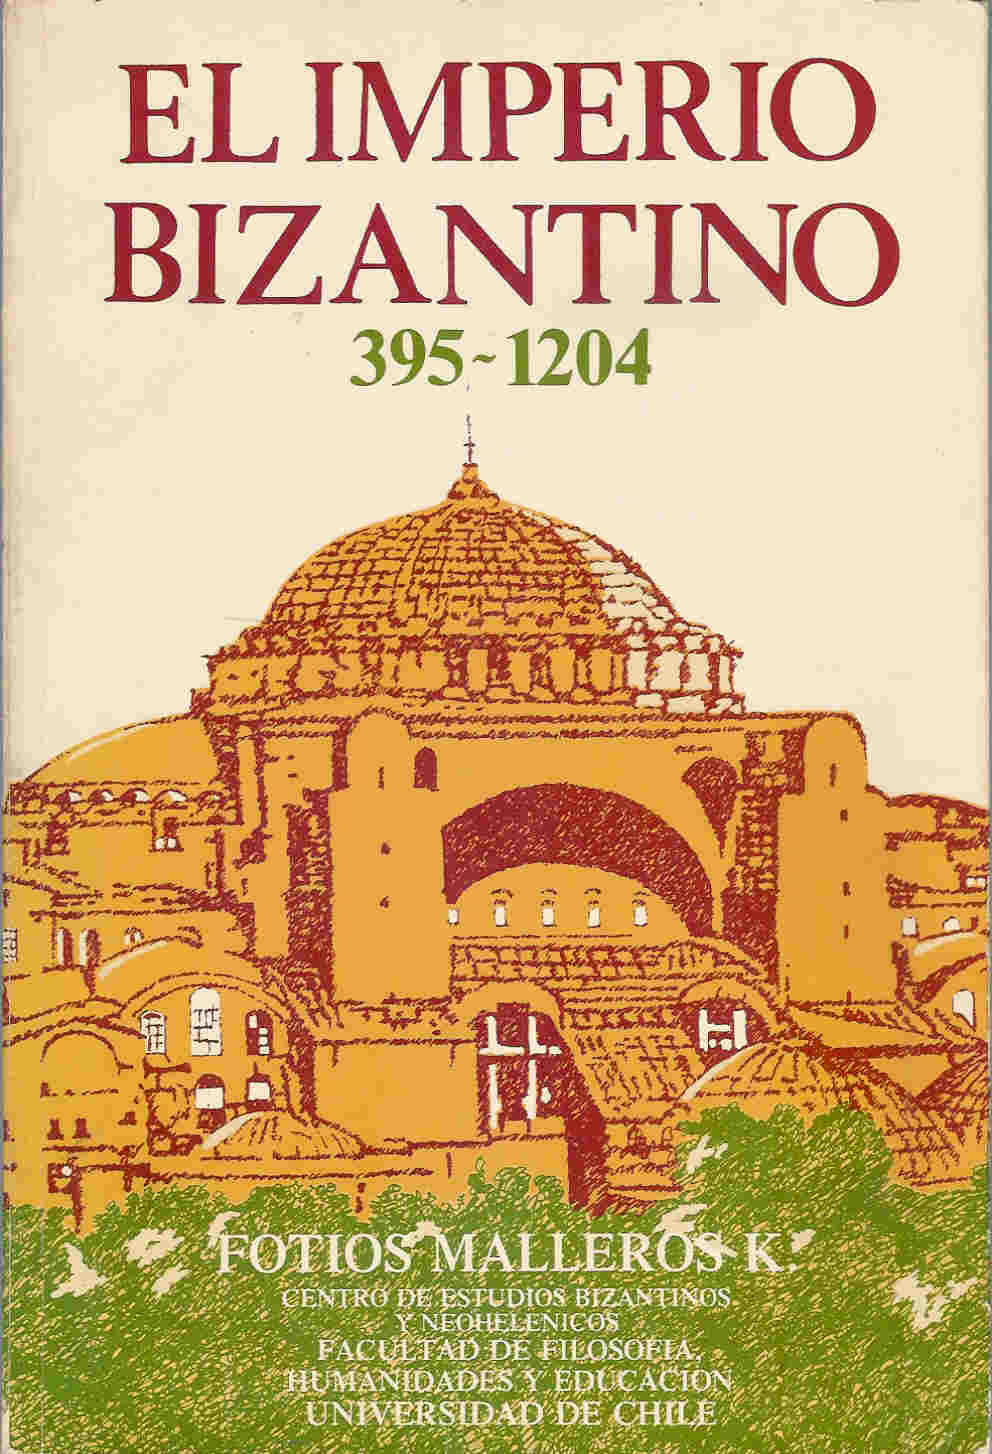 EL IMPERIO
BIZANTINO
395~1204
FOTIOS MALLEROS K.
CENTRO DE ESTUDIOS BIZANTINOS
Y NEOHELENICOS
FACULTAD DE FILOSOFIA,
HUMANIDADES Y EDUCACION
UNIVERSIDAD DE CHILE